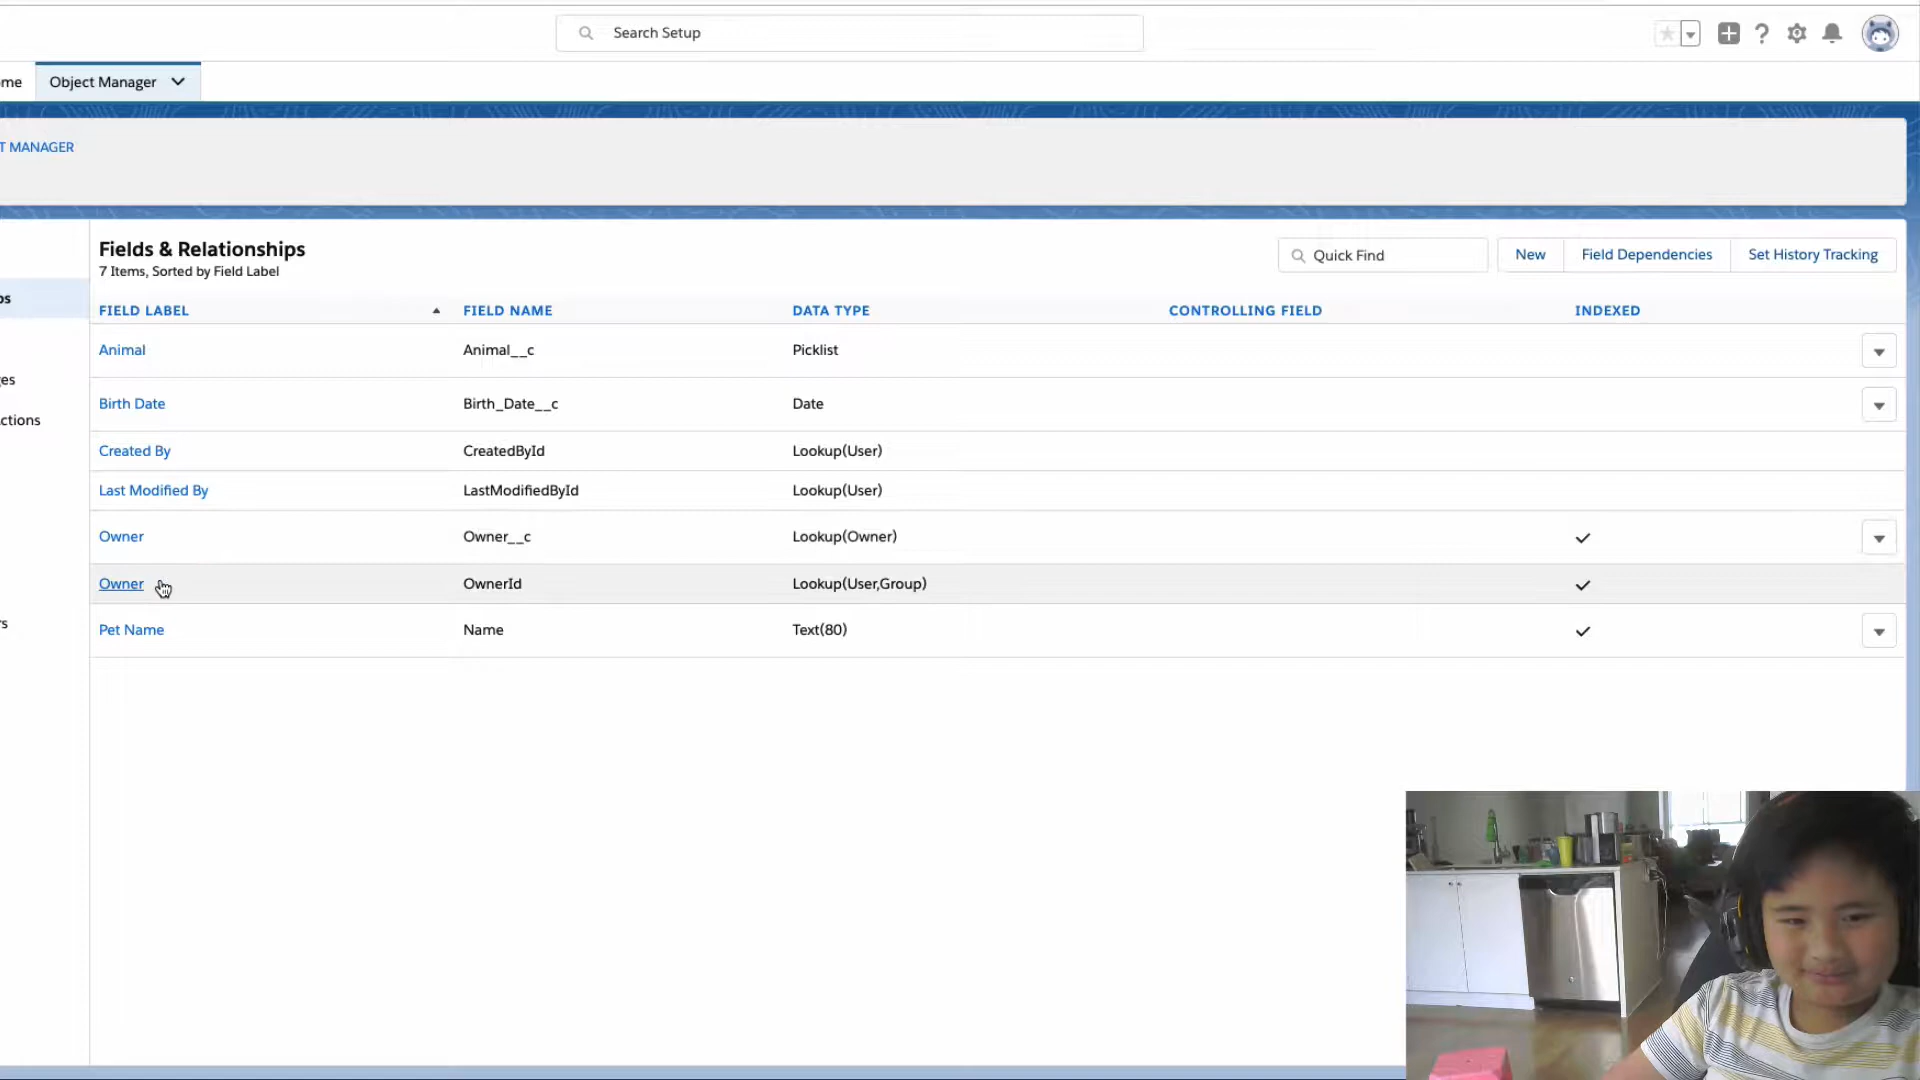 Search Setup
me Object Manager
T MANAGER
Fields & Relationships
7 Items, Sorted by Field Label
Quick Find New Field Dependencies Set History Tracking
FIELD LABEL FIELD NAME DATA TYPE CONTROLLING FIELD INDEXED
Animal Animal__c Picklist
Birth Date Birth_Date__c Date
Created By CreatedById Lookup(User)
Last Modified By LastModifiedById Lookup(User)
Owner Owner__c Lookup(Owner)
Owner OwnerId Lookup(User,Group)
Pet Name Name Text(80)
os
es
ctions
s